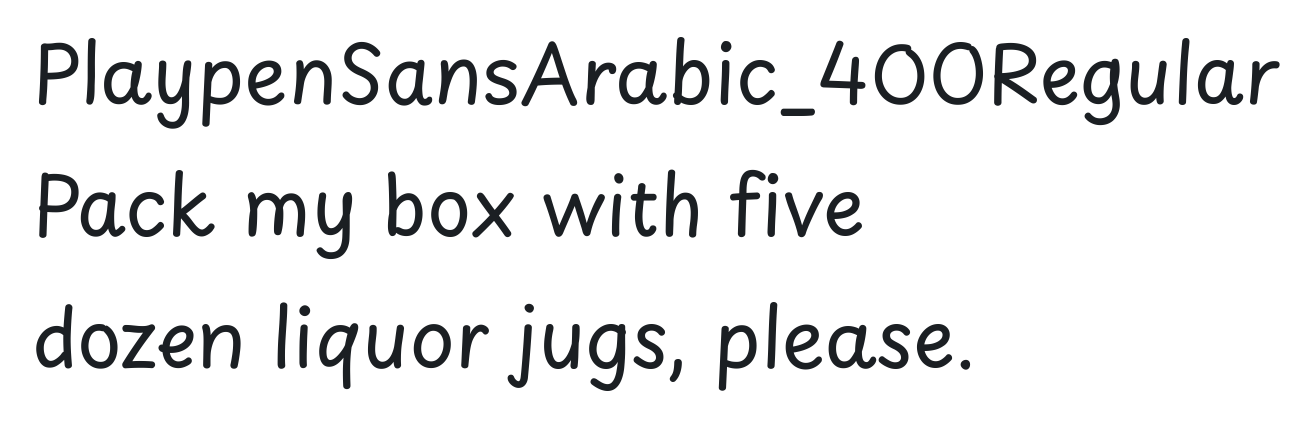 PlaypenSansArabic_400Regular
Pack my box with five
dozen liquor jugs, please.